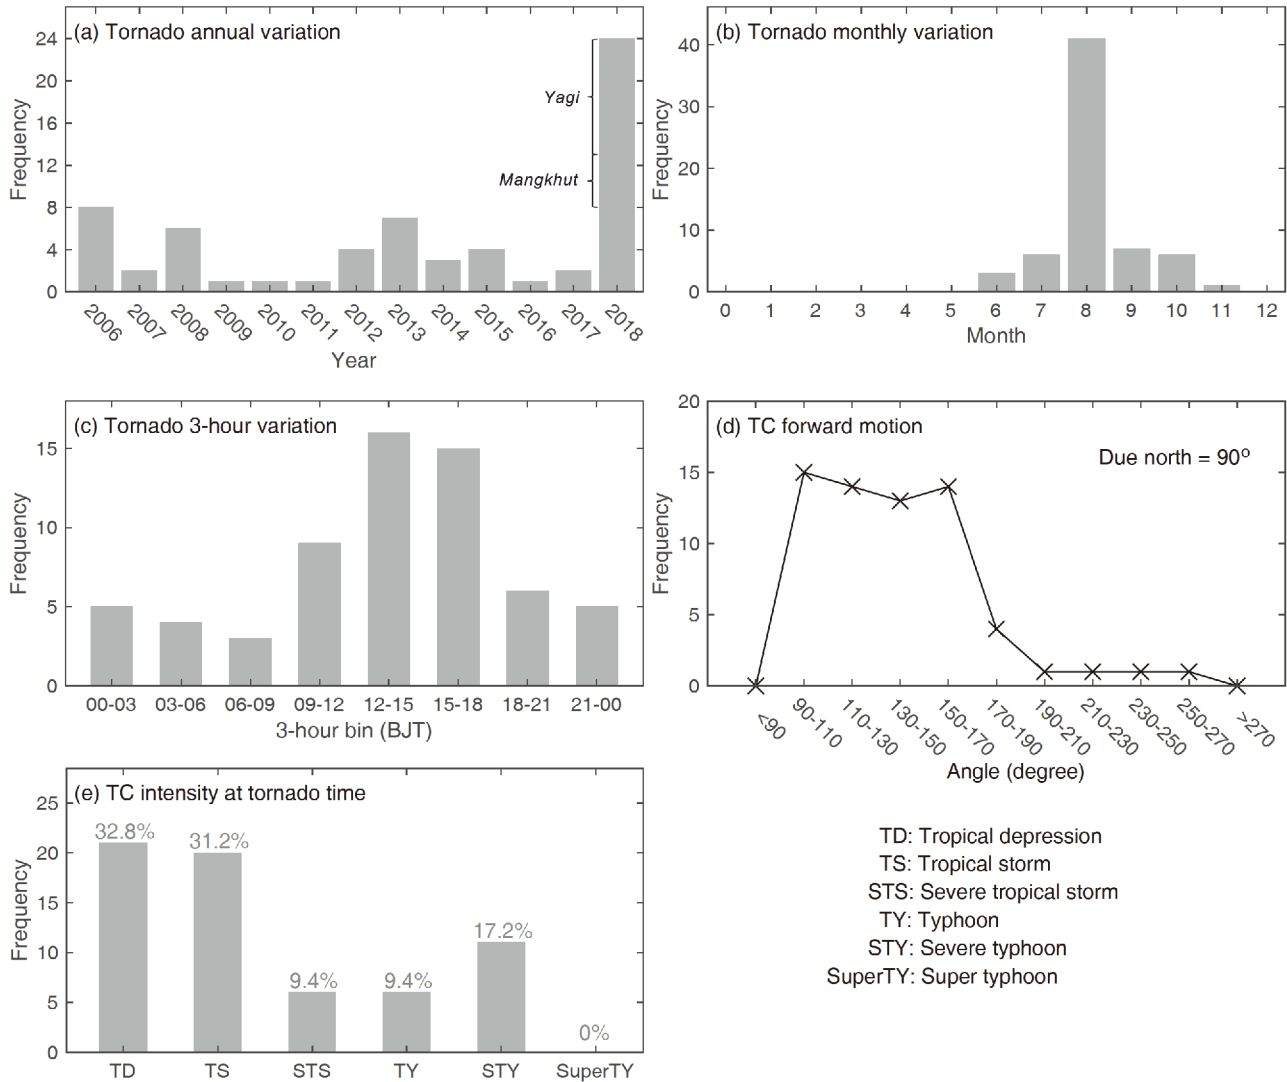 (a) Tornado annual variation
24
20
16
12
8
4
0
Frequency
Yagi
Mangkhut
2006 2007 2008 2009 2010 2011 2012 2013 2014 2015 2016 2017 2018
Year
(b) Tornado monthly variation
40
30
20
10
0
Frequency
0 1 2 3 4 5 6 7 8 9 10 11 12
Month
(c) Tornado 3-hour variation
15
10
5
0
Frequency
00-03 03-06 06-09 09-12 12-15 15-18 18-21 21-00
3-hour bin (BJT)
(d) TC forward motion
Due north = 90°
20
15
10
5
0
Frequency
<90 90-110 110-130 130-150 150-170 170-190 190-210 210-230 230-250 250-270 >270
Angle (degree)
(e) TC intensity at tornado time
25
20
15
10
5
0
Frequency
32.8% 31.2% 9.4% 9.4% 17.2% 0%
TD TS STS TY STY SuperTY
TD: Tropical depression
TS: Tropical storm
STS: Severe tropical storm
TY: Typhoon
STY: Severe typhoon
SuperTY: Super typhoon